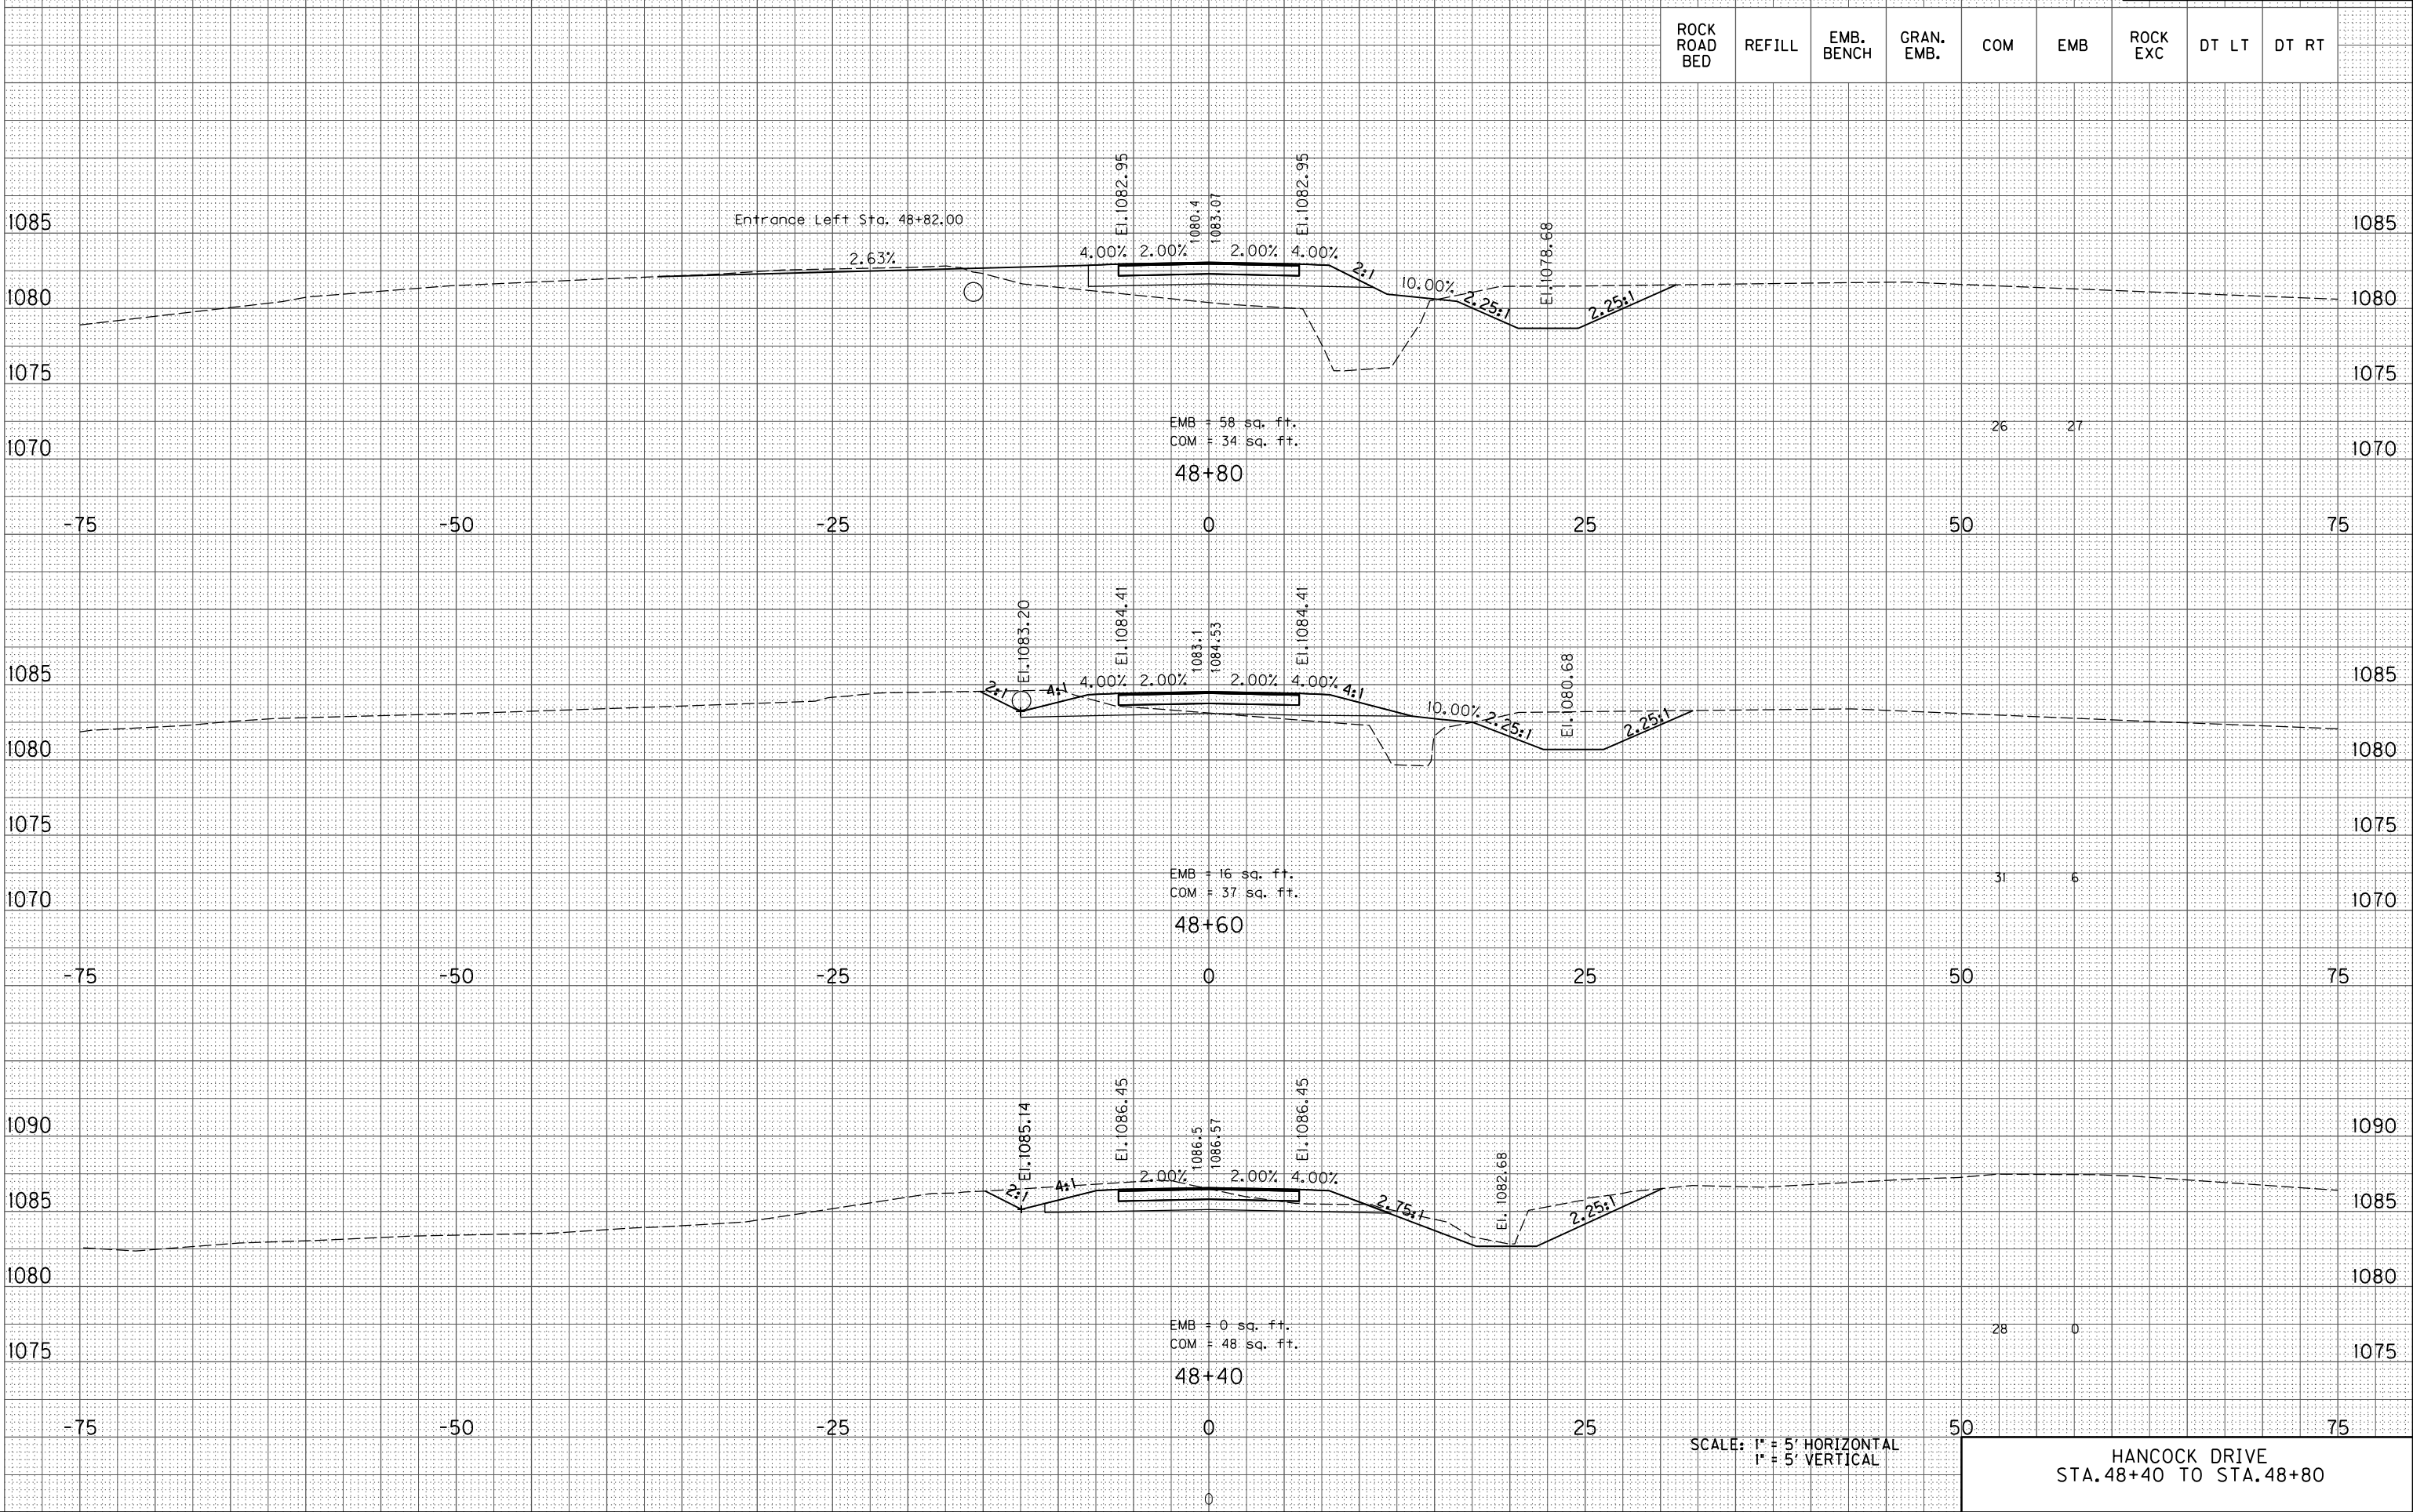 ROCK ROAD BED
REFILL
EMB. BENCH
GRAN. EMB.
COM
EMB
ROCK EXC
DT LT
DT RT
El.1082.95
1080.4
1083.07
El.1082.95
Entrance Left Sta. 48+82.00
El.1078.68
1085
1085
2.63%
4.00%
2.00%
2.00%
4.00%
2:1
10.00%
2.25:1
2.25:1
1080
1080
1075
1075
EMB = 58 sq. ft.
COM = 34 sq. ft.
26
27
1070
1070
48+80
-75
-50
-25
0
25
50
75
El.1083.20
El.1084.41
1083.1
1084.53
El.1084.41
El.1080.68
1085
1085
2:1
4:1
4.00%
2.00%
2.00%
4.00%
4:1
10.00%
2.25:1
2.25:1
1080
1080
1075
1075
EMB = 16 sq. ft.
COM = 37 sq. ft.
31
6
1070
1070
48+60
-75
-50
-25
0
25
50
75
El.1085.14
El.1086.45
1086.5
1086.57
El.1086.45
El.1082.68
1090
1090
2:1
4:1
2.00%
2.00%
4.00%
2.75:1
2.25:1
1085
1085
1080
1080
EMB = 0 sq. ft.
COM = 48 sq. ft.
28
0
1075
1075
48+40
-75
-50
-25
0
25
50
75
SCALE: 1" = 5' HORIZONTAL
1" = 5' VERTICAL
HANCOCK DRIVE
STA.48+40 TO STA.48+80
0